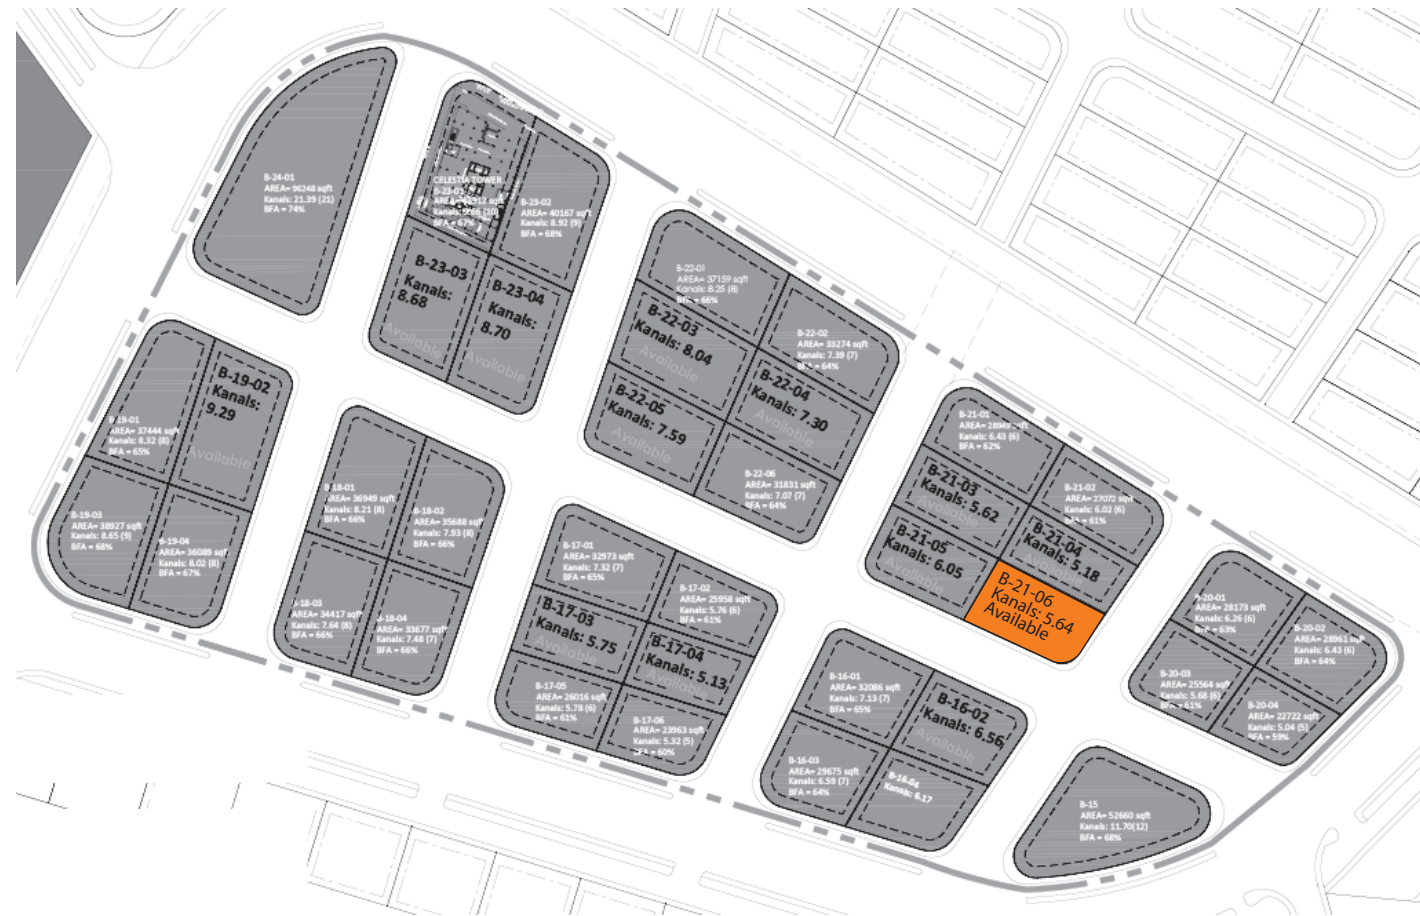 B-24-01
AREA= 96248 sqft
Kanals: 21.39 (21)
BFA = 74%
CELESTIA TOWER
B-23-01
BFA = 67%
B-23-02
AREA= 40167 sqft
Kanals: 8.92 (9)
BFA = 68%
B-23-03
Kanals:
8.68
Available
B-23-04
Kanals:
8.70
Available
B-22-01
AREA= 37159 sqft
Kanals: 8.25 (8)
BFA = 66%
B-22-02
AREA= 33274 sqft
Kanals: 7.39 (7)
BFA = 64%
B-22-03
Kanals: 8.04
Available
B-22-04
Kanals: 7.30
Available
B-22-05
Kanals: 7.59
Available
B-22-06
AREA= 31831 sqft
Kanals: 7.07 (7)
BFA = 64%
B-19-01
AREA= 37444 sqft
Kanals: 8.32 (8)
BFA = 65%
B-19-02
Kanals:
9.29
Available
B-19-03
AREA= 38927 sqft
Kanals: 8.65 (9)
BFA = 68%
B-19-04
AREA= 36089 sqft
Kanals: 8.02 (8)
BFA = 67%
B-18-01
AREA= 36949 sqft
Kanals: 8.21 (8)
BFA = 66%
B-18-02
AREA= 35688 sqft
Kanals: 7.93 (8)
BFA = 66%
B-18-03
AREA= 34417 sqft
Kanals: 7.64 (8)
BFA = 66%
B-18-04
AREA= 33677 sqft
Kanals: 7.48 (7)
BFA = 66%
B-17-01
AREA= 32973 sqft
Kanals: 7.32 (7)
BFA = 65%
B-17-02
AREA= 25958 sqft
Kanals: 5.76 (6)
BFA = 61%
B-17-03
Kanals: 5.75
Available
B-17-04
Kanals: 5.13
Available
B-17-05
AREA= 26016 sqft
Kanals: 5.78 (6)
BFA = 61%
B-17-06
AREA= 23963 sqft
Kanals: 5.32 (5)
BFA = 60%
B-21-01
AREA= 28949 sqft
Kanals: 6.43 (6)
BFA = 62%
B-21-02
AREA= 27072 sqft
Kanals: 6.02 (6)
BFA = 61%
B-21-03
Kanals: 5.62
Available
B-21-04
Kanals: 5.18
Available
B-21-05
Kanals: 6.05
Available
B-21-06
Kanals: 5.64
Available
B-20-01
AREA= 28173 sqft
Kanals: 6.26 (6)
BFA = 63%
B-20-02
AREA= 28961 sqft
Kanals: 6.43 (6)
BFA = 64%
B-20-03
AREA= 25564 sqft
Kanals: 5.68 (6)
BFA = 61%
B-20-04
AREA= 22722 sqft
Kanals: 5.04 (5)
BFA = 59%
B-16-01
AREA= 32086 sqft
Kanals: 7.13 (7)
BFA = 65%
B-16-02
Kanals: 6.56
Available
B-16-03
AREA= 29675 sqft
Kanals: 6.59 (7)
BFA = 64%
B-16-04
Kanals: 6.17
B-15
AREA= 52660 sqft
Kanals: 11.70(12)
BFA = 68%